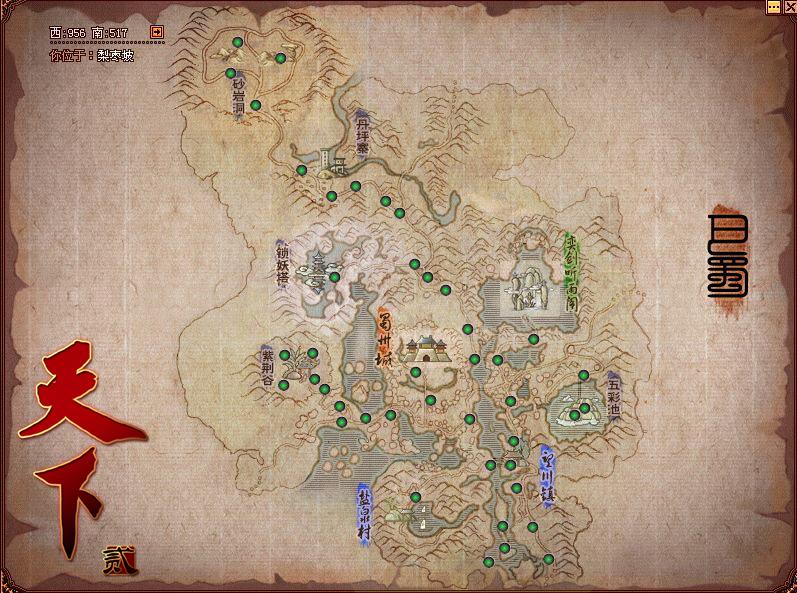 西:956 南:517
你位于：梨枣坡
砂岩洞
丹坪寨
奕剑听雨阁
巴蜀
锁妖塔
蜀州城
紫荆谷
五彩池
天下
贰
望川镇
盐泉村